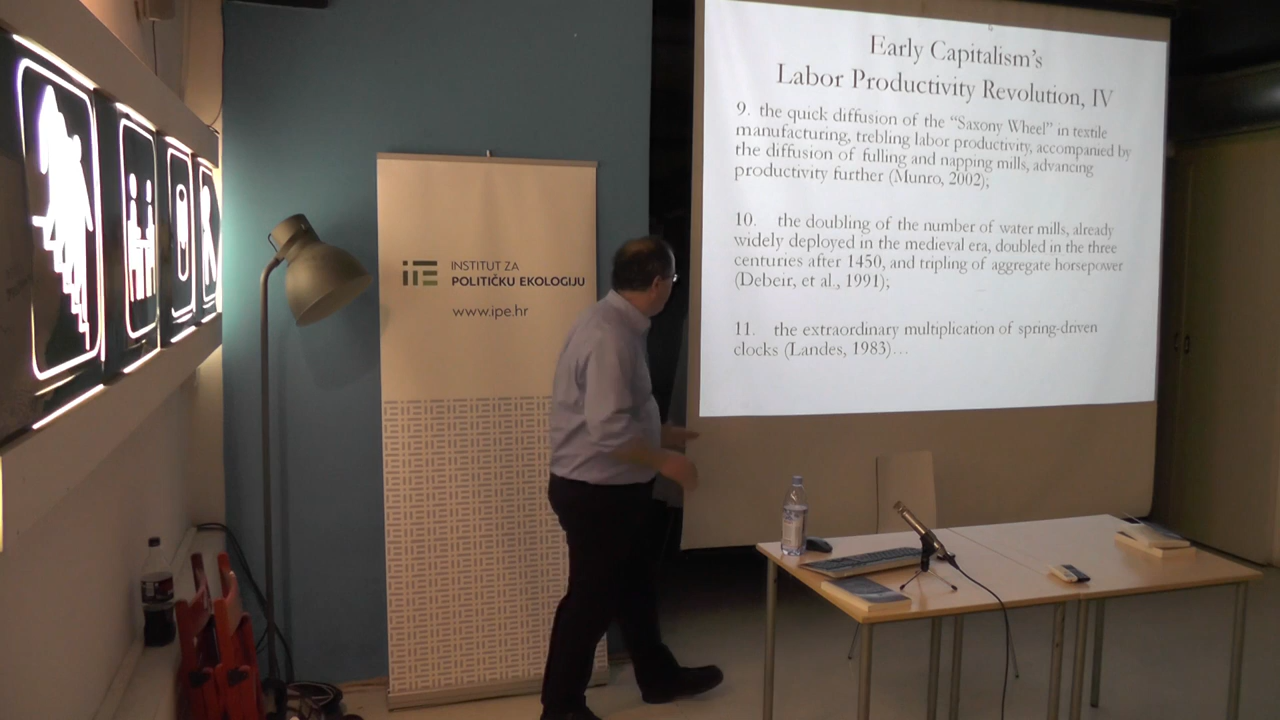 Early Capitalism's
Labor Productivity Revolution, IV
9. the quick diffusion of the "Saxony Wheel" in textile
manufacturing, trebling labor productivity, accompanied by
the diffusion of fulling and napping mills, advancing
productivity further (Munro, 2002);
10. the doubling of the number of water mills, already
widely deployed in the medieval era, doubled in the three
centuries after 1450, and tripling of aggregate horsepower
(Debeir, et al., 1991);
11. the extraordinary multiplication of spring-driven
clocks (Landes, 1983)…
INSTITUT ZA
POLITIČKU EKOLOGIJU
www.ipe.hr